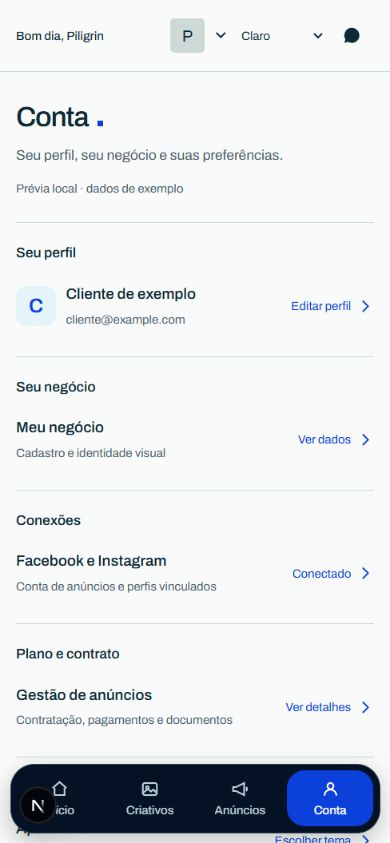 Bom dia, Piligrin
P
Claro
Conta.
Seu perfil, seu negócio e suas preferências.
Prévia local · dados de exemplo
Seu perfil
C
Cliente de exemplo
cliente@example.com
Editar perfil
Seu negócio
Meu negócio
Cadastro e identidade visual
Ver dados
Conexões
Facebook e Instagram
Conta de anúncios e perfis vinculados
Conectado
Plano e contrato
Gestão de anúncios
Contratação, pagamentos e documentos
Ver detalhes
N
Criativos
Anúncios
Conta
Escolher tema